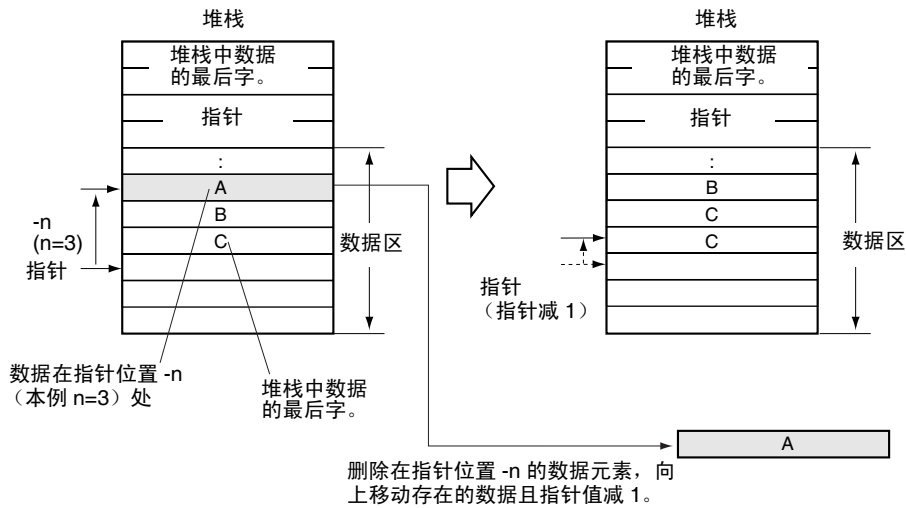 堆栈
堆栈中数据
的最后字。
指针
:
A
B
C
-n
(n=3)
指针
数据区
数据在指针位置 -n
（本例 n=3）处
堆栈中数据
的最后字。
堆栈
堆栈中数据
的最后字。
指针
:
B
C
C
数据区
指针
（指针减 1）
A
删除在指针位置 -n 的数据元素，向
上移动存在的数据且指针值减 1。